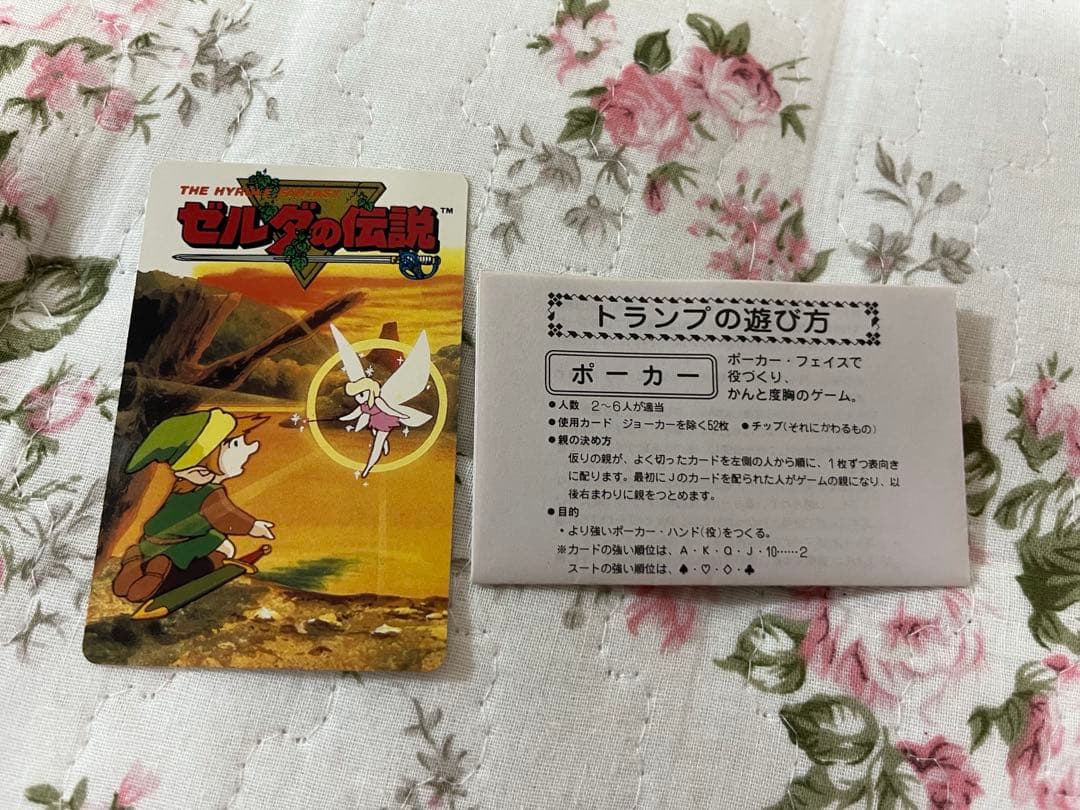 THE HYRULE FANTASY
ゼルダの伝説™
トランプの遊び方
ポーカー
ポーカー・フェイスで
役づくり、
かんと度胸のゲーム。
●人数 2～6人が適当
●使用カード ジョーカーを除く52枚 ●チップ(それにかわるもの)
●親の決め方
仮りの親が、よく切ったカードを左側の人から順に、1枚ずつ表向き
に配ります。最初にJのカードを配られた人がゲームの親になり、以
後右まわりに親をつとめます。
●目的
・より強いポーカー・ハンド(役)をつくる。
※カードの強い順位は、A・K・Q・J・10……2
スートの強い順位は、♠・♡・◇・♣